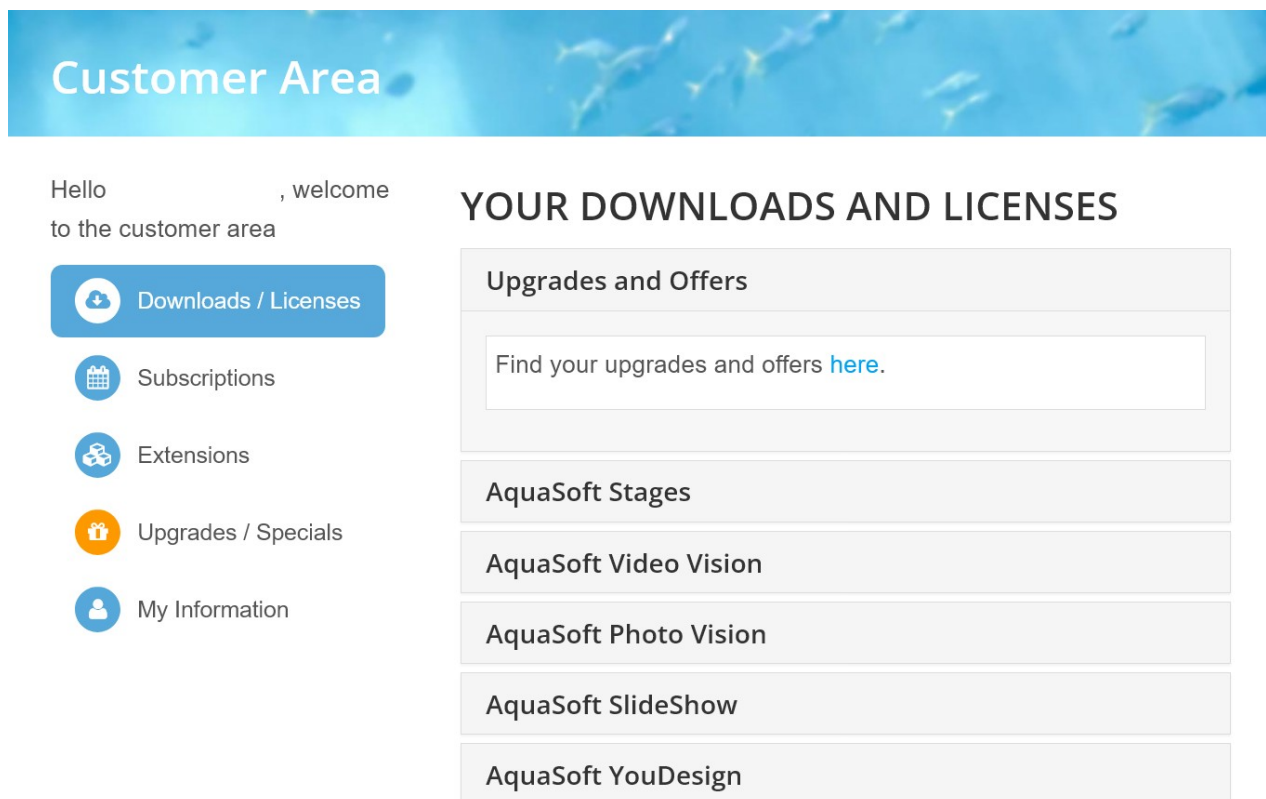 Customer Area
Hello , welcome
to the customer area
Downloads / Licenses
Subscriptions
Extensions
Upgrades / Specials
My Information
YOUR DOWNLOADS AND LICENSES
Upgrades and Offers
Find your upgrades and offers here.
AquaSoft Stages
AquaSoft Video Vision
AquaSoft Photo Vision
AquaSoft SlideShow
AquaSoft YouDesign